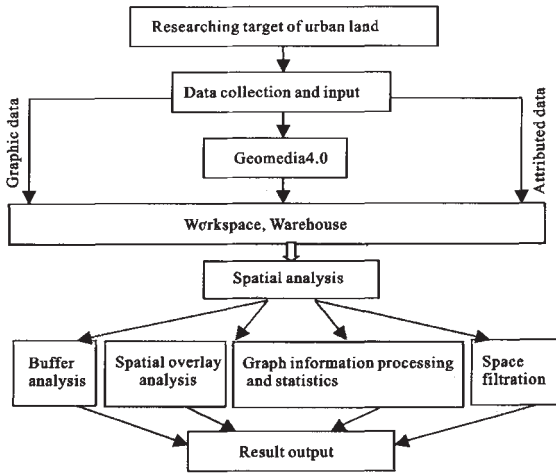 Researching target of urban land
Data collection and input
Graphic data
Attributed data
Geomedia4.0
Workspace, Warehouse
Spatial analysis
Buffer
analysis
Spatial overlay
analysis
Graph information processing
and statistics
Space
filtration
Result output